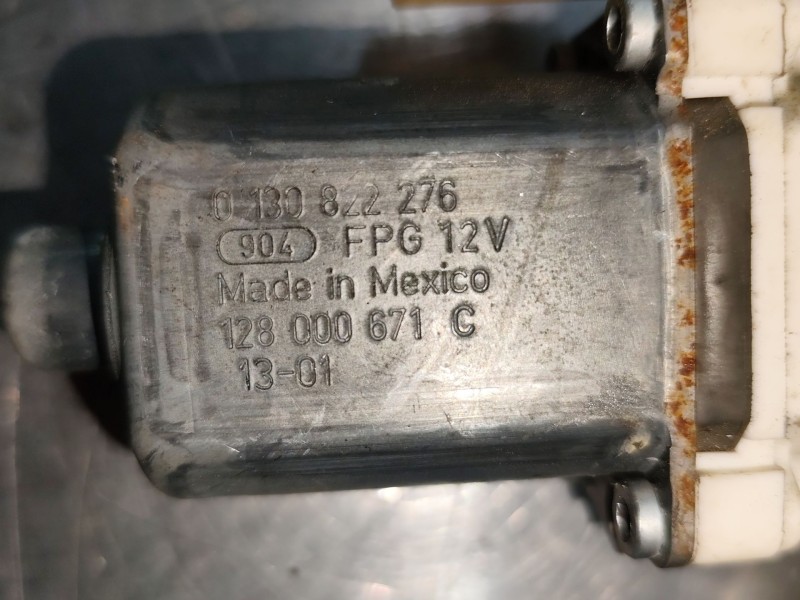 0 130 822 276
904 FPG 12V
Made in Mexico
128 000 671 C
13-01